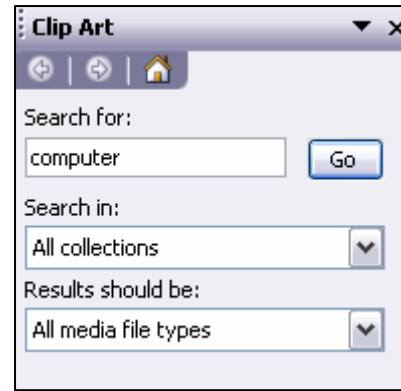 Clip Art
Search for:
computer Go
Search in:
All collections
Results should be:
All media file types